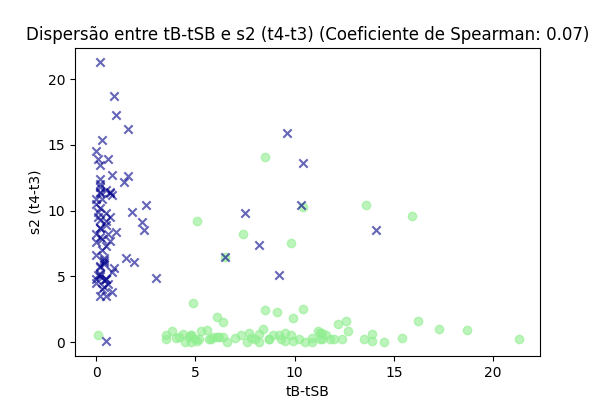 Dispersão entre tB-tSB e s2 (t4-t3) (Coeficiente de Spearman: 0.07)
20
15
10
5
0
s2 (t4-t3)
0 5 10 15 20
tB-tSB